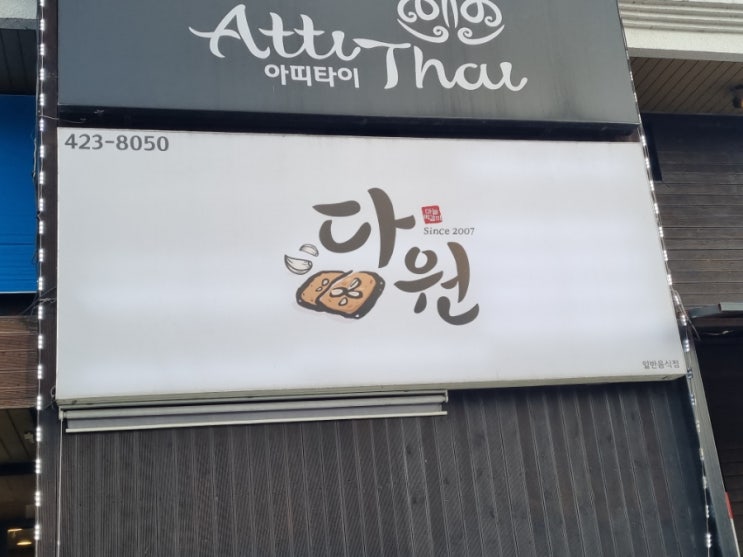 Atti Thai
아띠타이
423-8050
다원
Since 2007
일반음식점